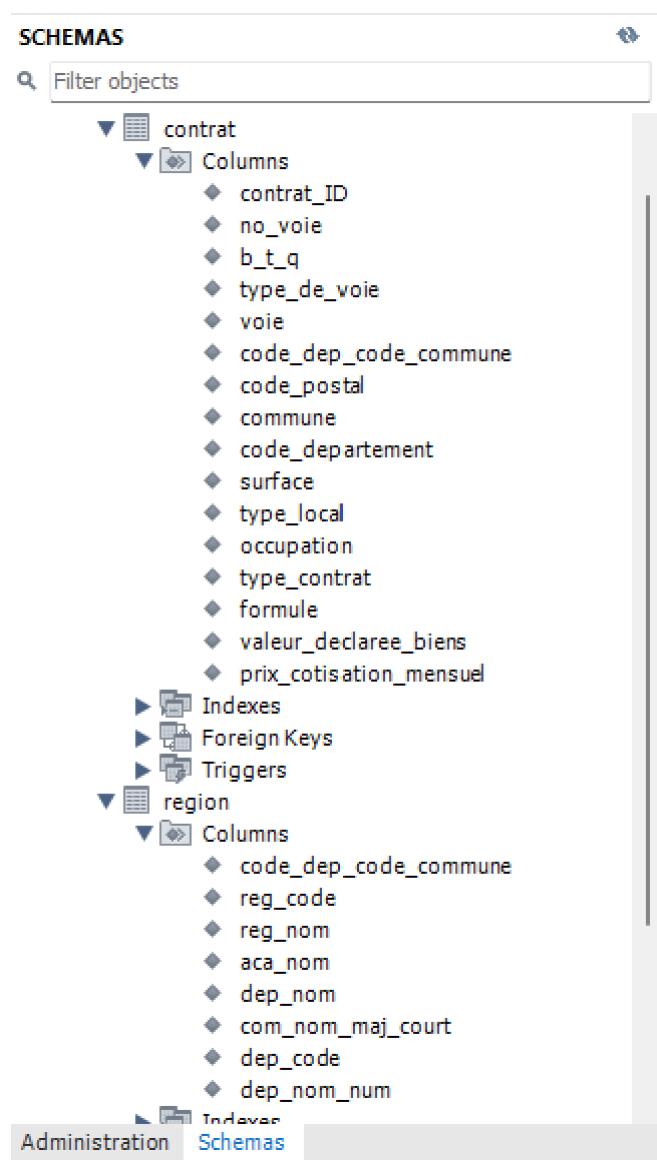 SCHEMAS
Filter objects
contrat
Columns
contrat_ID
no_voie
b_t_q
type_de_voie
voie
code_dep_code_commune
code_postal
commune
code_departement
surface
type_local
occupation
type_contrat
formule
valeur_declaree_biens
prix_cotisation_mensuel
Indexes
Foreign Keys
Triggers
region
Columns
code_dep_code_commune
reg_code
reg_nom
aca_nom
dep_nom
com_nom_maj_court
dep_code
dep_nom_num
Indexes
Administration Schemas